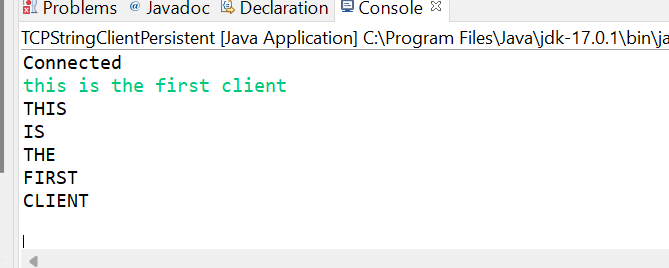 Problems @ Javadoc Declaration Console
TCPStringClientPersistent [Java Application] C:\Program Files\Java\jdk-17.0.1\bin\ja
Connected
this is the first client
THIS
IS
THE
FIRST
CLIENT